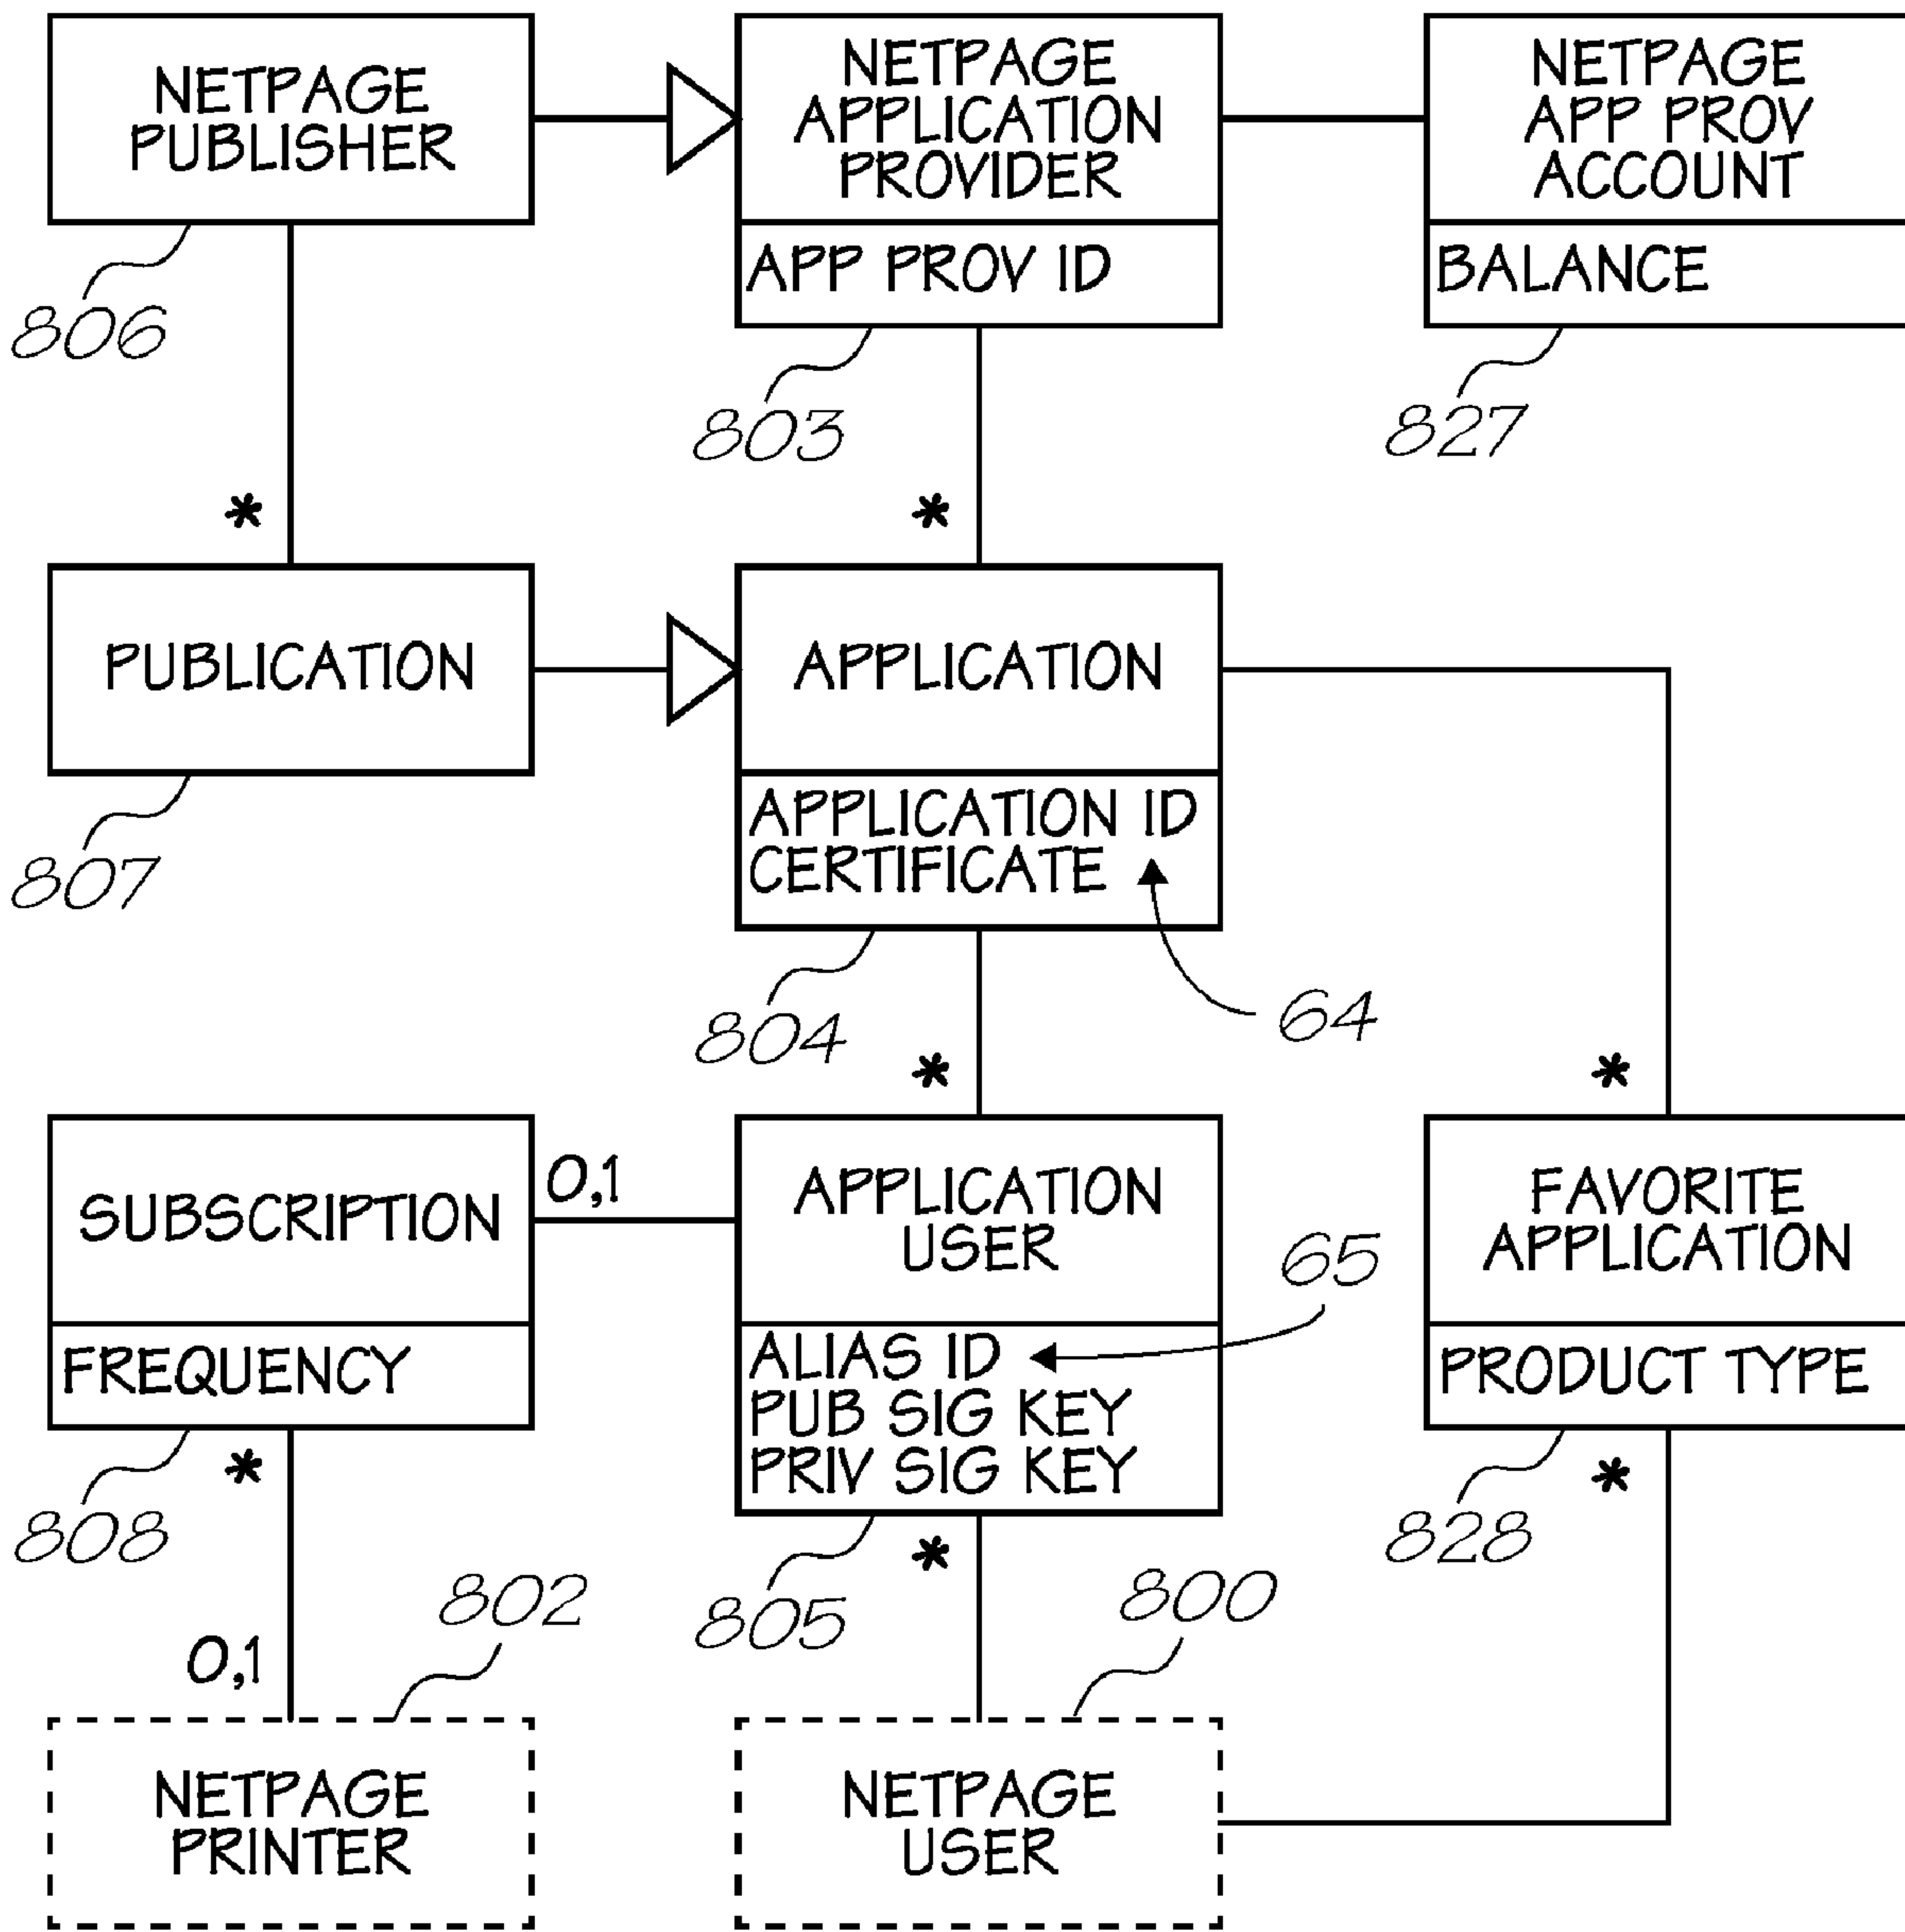 NETPAGE
PUBLISHER
NETPAGE
APPLICATION
PROVIDER
APP PROV ID
NETPAGE
APP PROV
ACCOUNT
BALANCE
806
803
827
*
*
PUBLICATION
APPLICATION
APPLICATION ID
CERTIFICATE
807
804
64
*
*
SUBSCRIPTION
FREQUENCY
0,1
APPLICATION
USER
ALIAS ID
PUB SIG KEY
PRIV SIG KEY
65
FAVORITE
APPLICATION
PRODUCT TYPE
808
*
802
0,1
805
*
800
828
*
NETPAGE
PRINTER
NETPAGE
USER